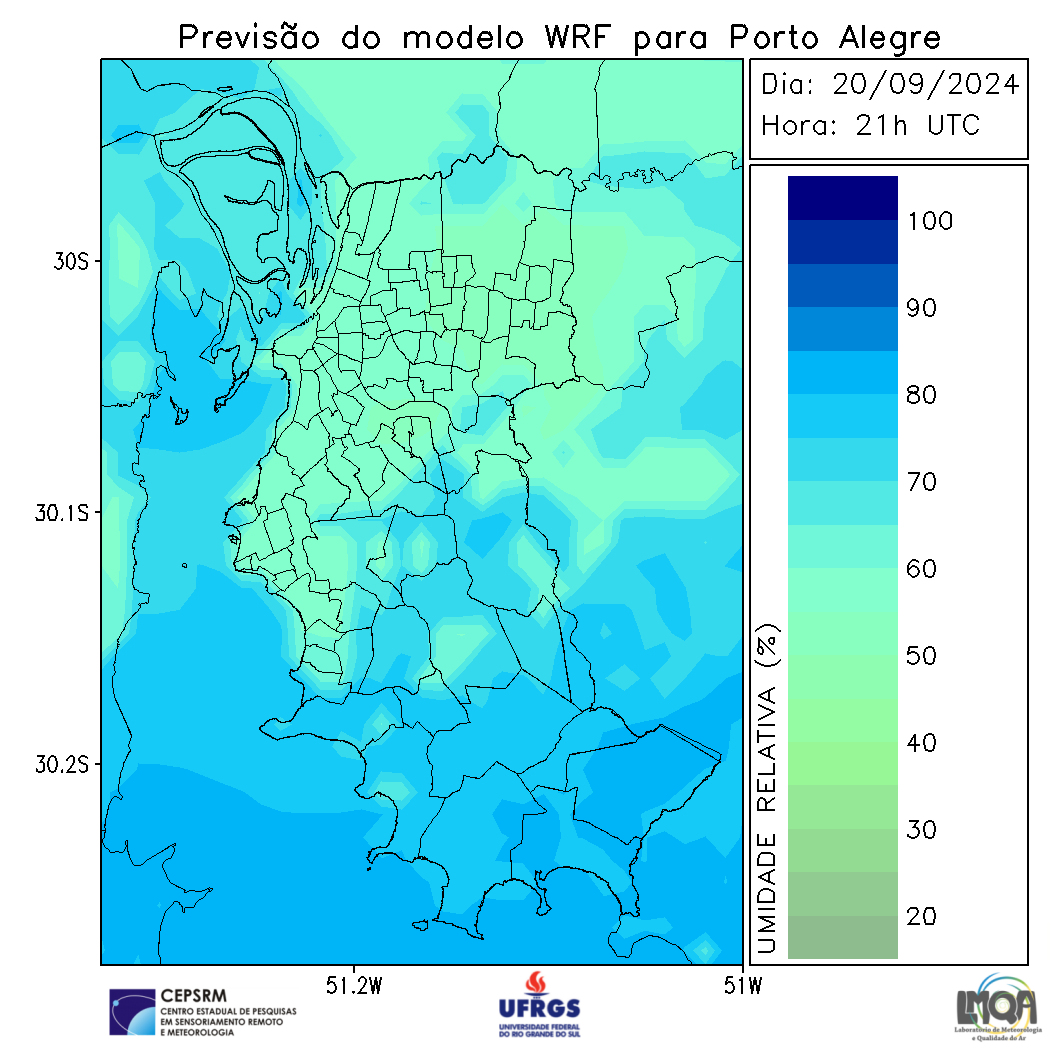 Previsão do modelo WRF para Porto Alegre
Dia: 20/09/2024
Hora: 21h UTC
100
90
80
70
60
50
40
30
20
UMIDADE RELATIVA (%)
30S
30.1S
30.2S
51.2W
51W
CEPSRM
CENTRO ESTADUAL DE PESQUISAS
EM SENSORIAMENTO REMOTO
E METEOROLOGIA
UFRGS
UNIVERSIDADE FEDERAL
DO RIO GRANDE DO SUL
LMQA
Laboratório de Meteorologia
e Qualidade do Ar